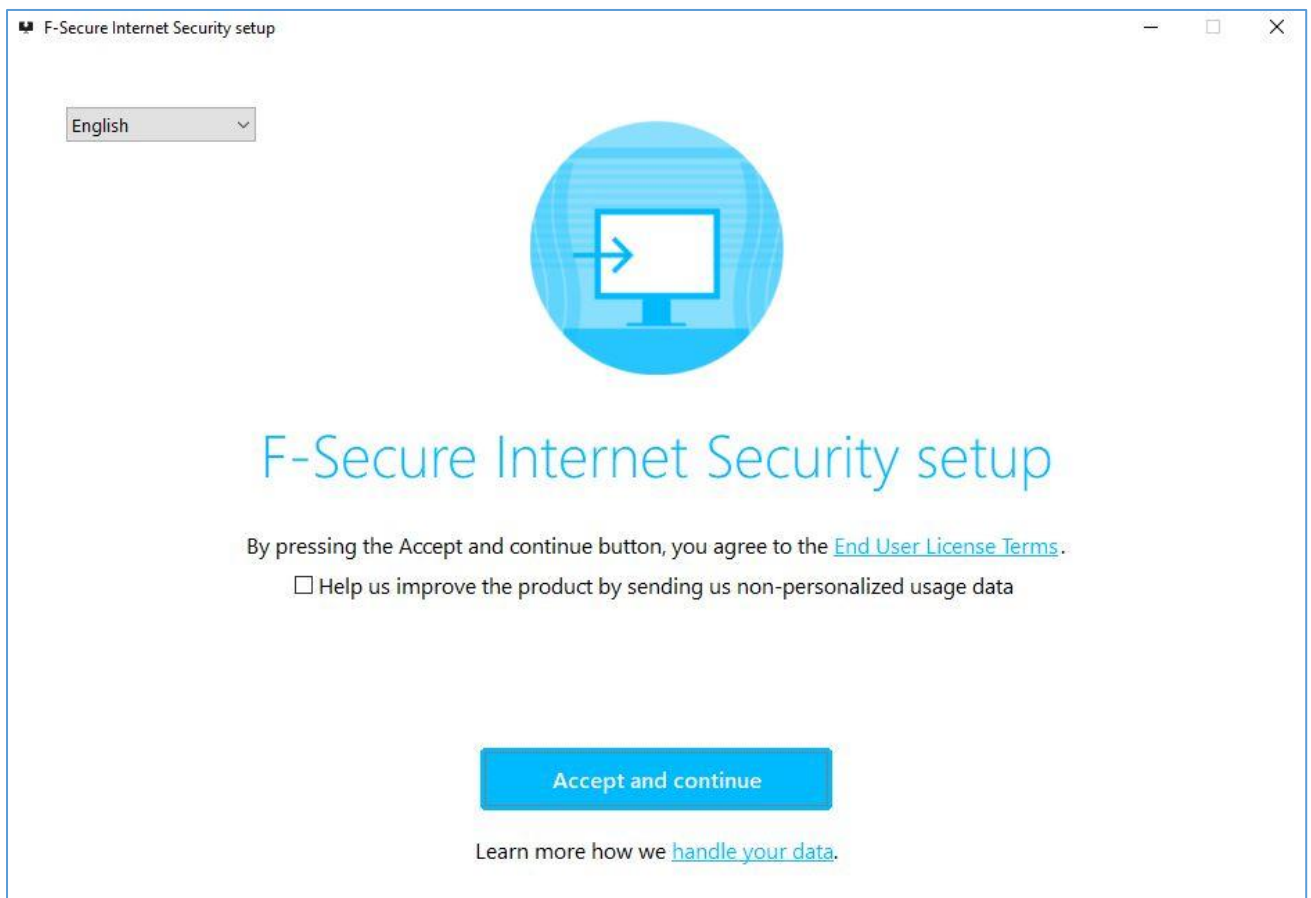 F-Secure Internet Security setup
English
F-Secure Internet Security setup
By pressing the Accept and continue button, you agree to the End User License Terms.
Help us improve the product by sending us non-personalized usage data
Accept and continue
Learn more how we handle your data.